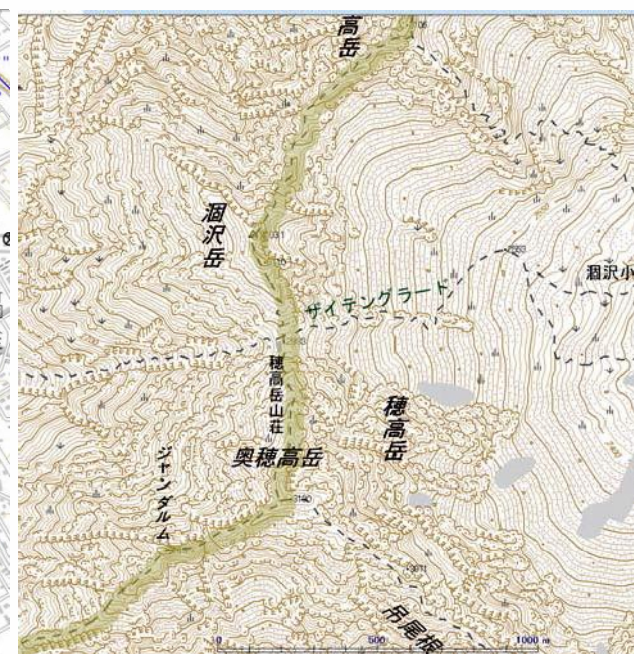 高岳
涸沢岳
涸沢小
ザイテングラード
穂高岳山荘
穂高岳
奥穂高岳
ジャンダルム
3190
吊尾根
0 500 1000 m